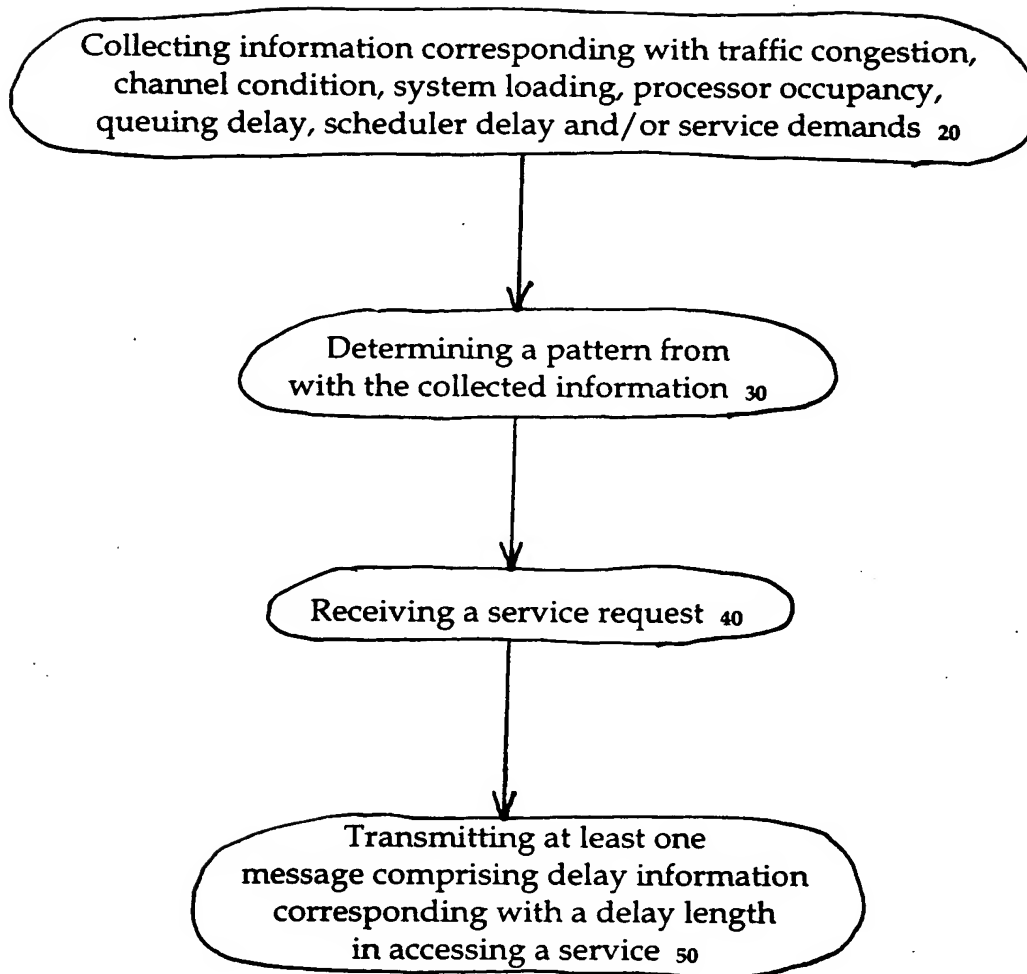 Collecting information corresponding with traffic congestion,
channel condition, system loading, processor occupancy,
queuing delay, scheduler delay and/or service demands 20
Determining a pattern from
with the collected information 30
Receiving a service request 40
Transmitting at least one
message comprising delay information
corresponding with a delay length
in accessing a service 50